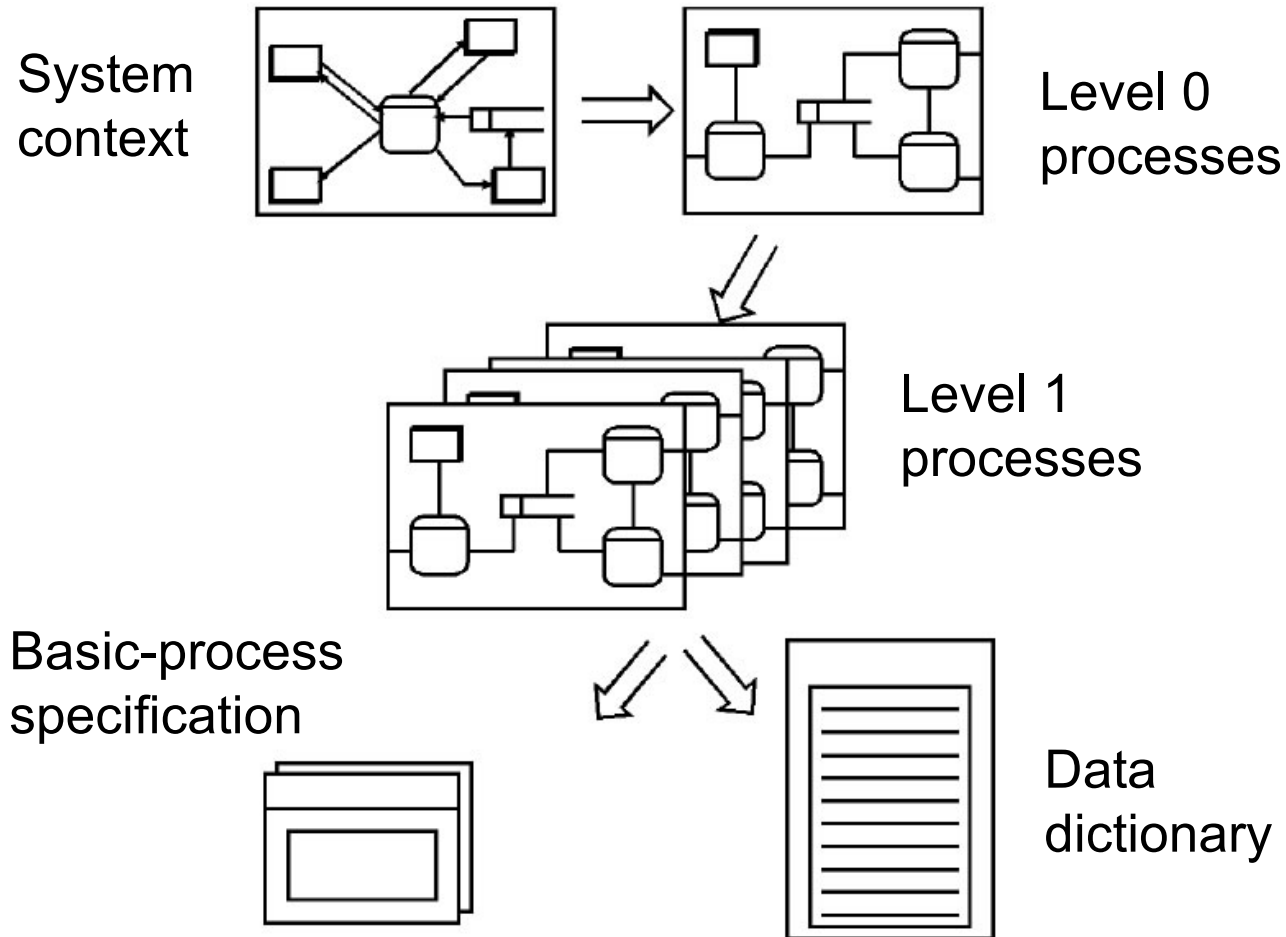 System
context
Level 0
processes
Level 1
processes
Basic-process
specification
Data
dictionary